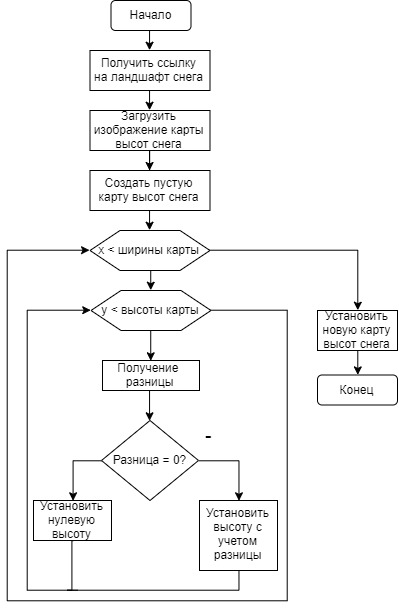 Начало
Получить ссылку
на ландшафт снега
Загрузить
изображение карты
высот снега
Создать пустую
карту высот снега
x < ширины карты
y < высоты карты
Установить
новую карту
высот снега
Получение
разницы
Конец
-
Разница = 0?
Установить
нулевую
высоту
Установить
высоту с
учетом
разницы